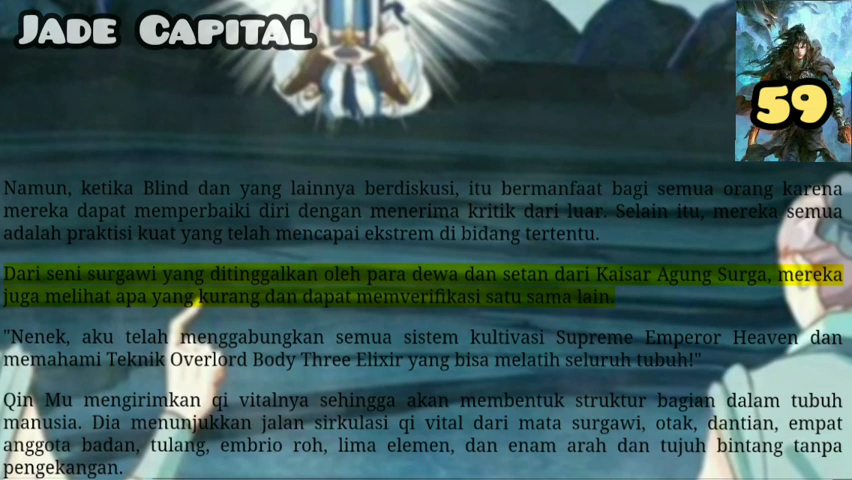 JADE CAPITAL
59
Namun, ketika Blind dan yang lainnya berdiskusi, itu bermanfaat bagi semua orang karena
mereka dapat memperbaiki diri dengan menerima kritik dari luar. Selain itu, mereka semua
adalah praktisi kuat yang telah mencapai ekstrem di bidang tertentu.
Dari seni surgawi yang ditinggalkan oleh para dewa dan setan dari Kaisar Agung Surga, mereka
juga melihat apa yang kurang dan dapat memverifikasi satu sama lain.
"Nenek, aku telah menggabungkan semua sistem kultivasi Supreme Emperor Heaven dan
memahami Teknik Overlord Body Three Elixir yang bisa melatih seluruh tubuh!"
Qin Mu mengirimkan qi vitalnya sehingga akan membentuk struktur bagian dalam tubuh
manusia. Dia menunjukkan jalan sirkulasi qi vital dari mata surgawi, otak, dantian, empat
anggota badan, tulang, embrio roh, lima elemen, dan enam arah dan tujuh bintang tanpa
pengekangan.